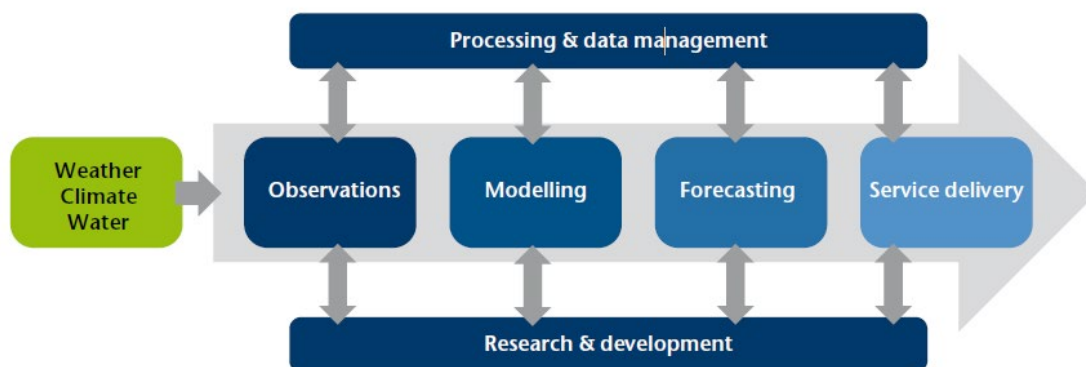 Processing & data management
Weather
Climate
Water
Observations
Modelling
Forecasting
Service delivery
Research & development